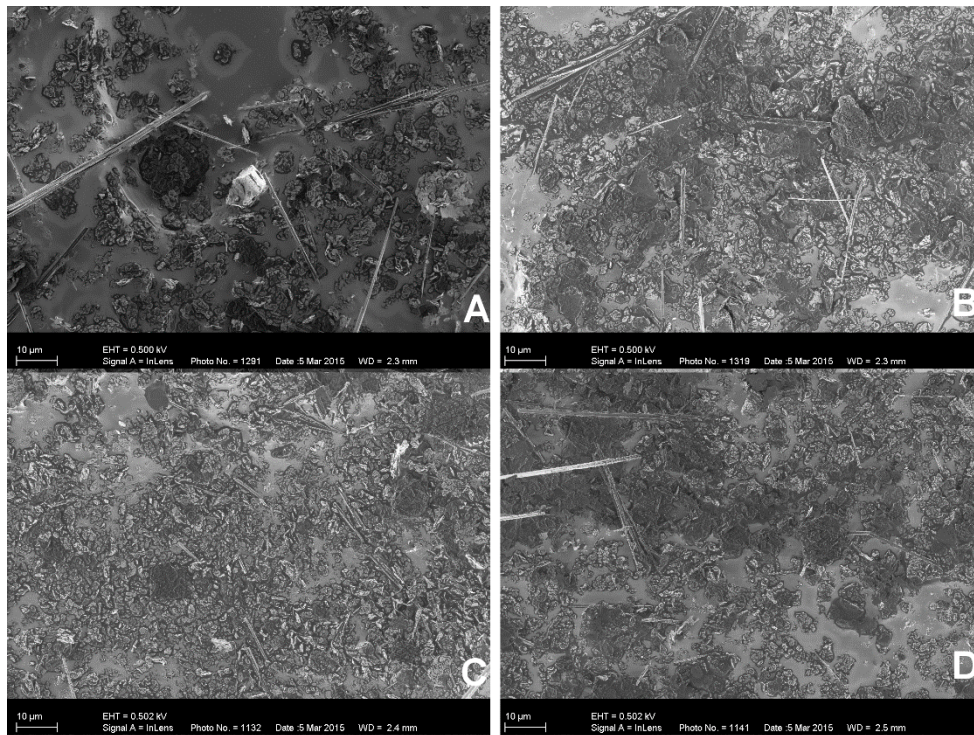 A
10 µm
EHT = 0.500 kV
Signal A = InLens Photo No. = 1291 Date :5 Mar 2015 WD = 2.3 mm
B
10 µm
EHT = 0.500 kV
Signal A = InLens Photo No. = 1319 Date :5 Mar 2015 WD = 2.3 mm
C
10 µm
EHT = 0.502 kV
Signal A = InLens Photo No. = 1132 Date :5 Mar 2015 WD = 2.4 mm
D
10 µm
EHT = 0.502 kV
Signal A = InLens Photo No. = 1141 Date :5 Mar 2015 WD = 2.5 mm